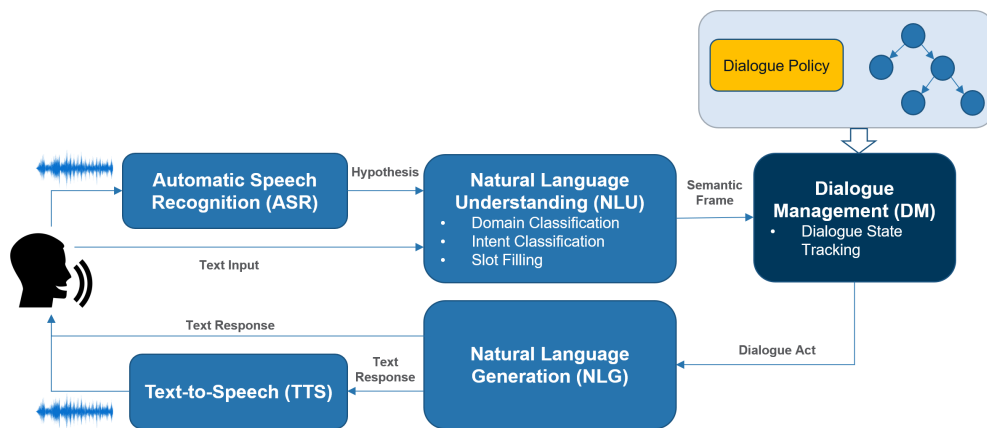 Dialogue Policy
Automatic Speech
Recognition (ASR)
Hypothesis
Natural Language
Understanding (NLU)
• Domain Classification
• Intent Classification
• Slot Filling
Semantic
Frame
Dialogue
Management (DM)
• Dialogue State
Tracking
Text Input
Text Response
Natural Language
Generation (NLG)
Dialogue Act
Text
Response
Text-to-Speech (TTS)